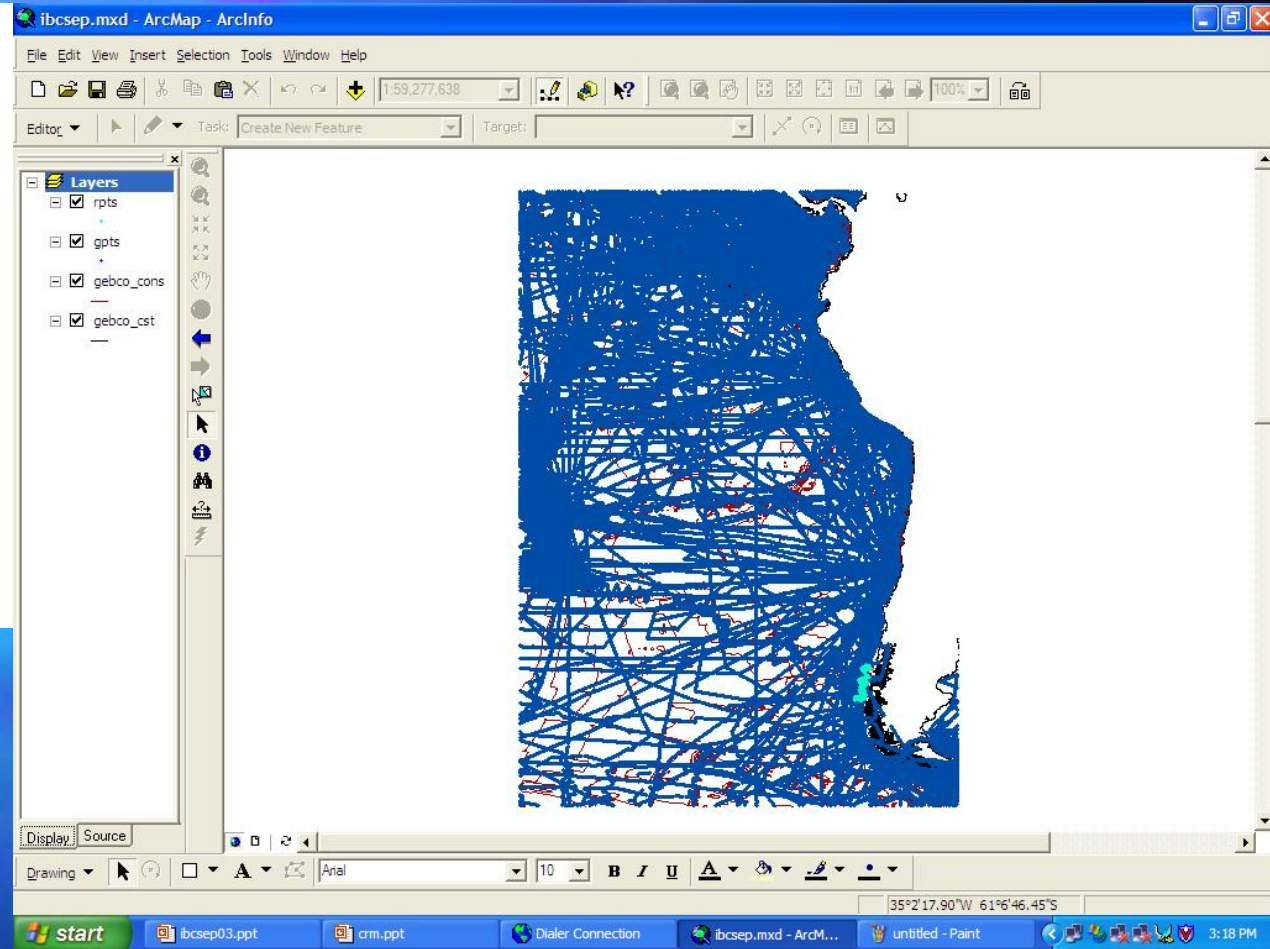 ibcsep.mxd - ArcMap - ArcInfo
File Edit View Insert Selection Tools Window Help
1:59,277,638 100%
Editor Task: Create New Feature Target:
Layers
rpts
gpts
gebco_cons
gebco_cst
Display Source
Drawing A Arial 10 B I U A
35°2'17.90"W 61°6'46.45"S
start ibcsep03.ppt crm.ppt Dialer Connection ibcsep.mxd - ArcM... untitled - Paint 3:18 PM